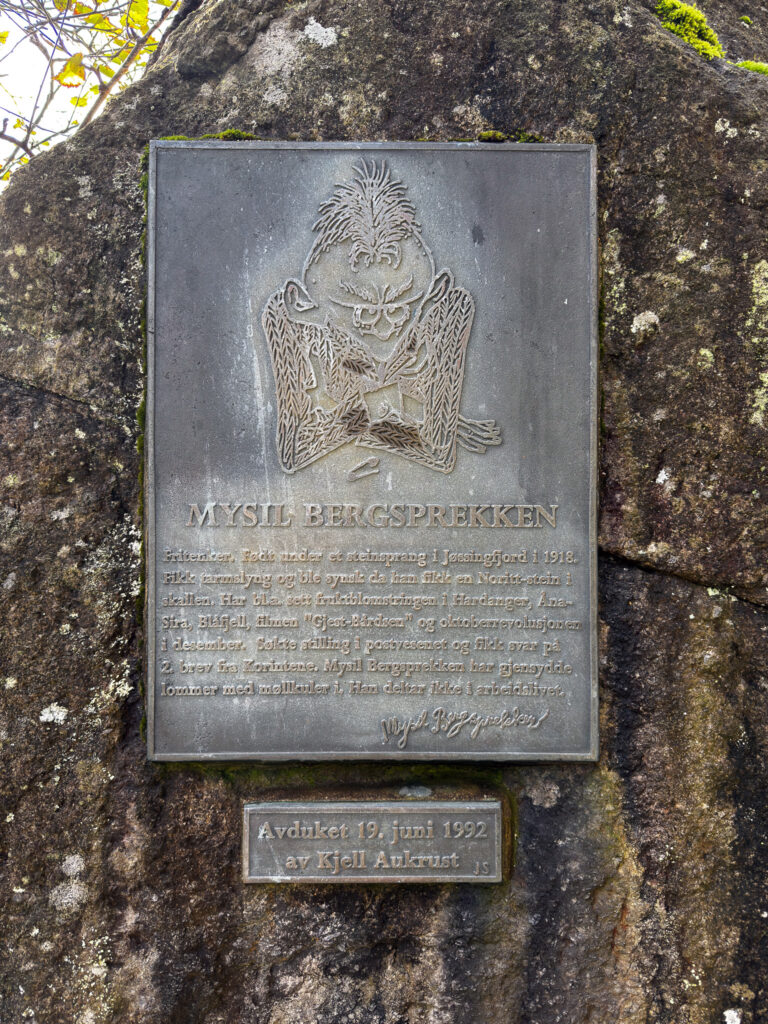 MYSIL BERGSPREKKEN
Fritenker. Født under et steinsprang i Jøssingfjord i 1918.
Fikk tarmslyng og ble synsk da han fikk en Noritt-stein i
skallen. Har bl.a. sett fruktblomstringen i Hardanger, Åna-
Sira, Blåfjell, filmen "Gjest-Bårdsen" og oktoberrevolusjonen
i desember. Søkte stilling i postvesenet og fikk svar på
2. brev fra Korintene. Mysil Bergsprekken har gjensydde
lommer med møllkuler i. Han deltar ikke i arbeidslivet.
Mysil Bergsprekken
Avduket 19. juni 1992
av Kjell Aukrust
JS